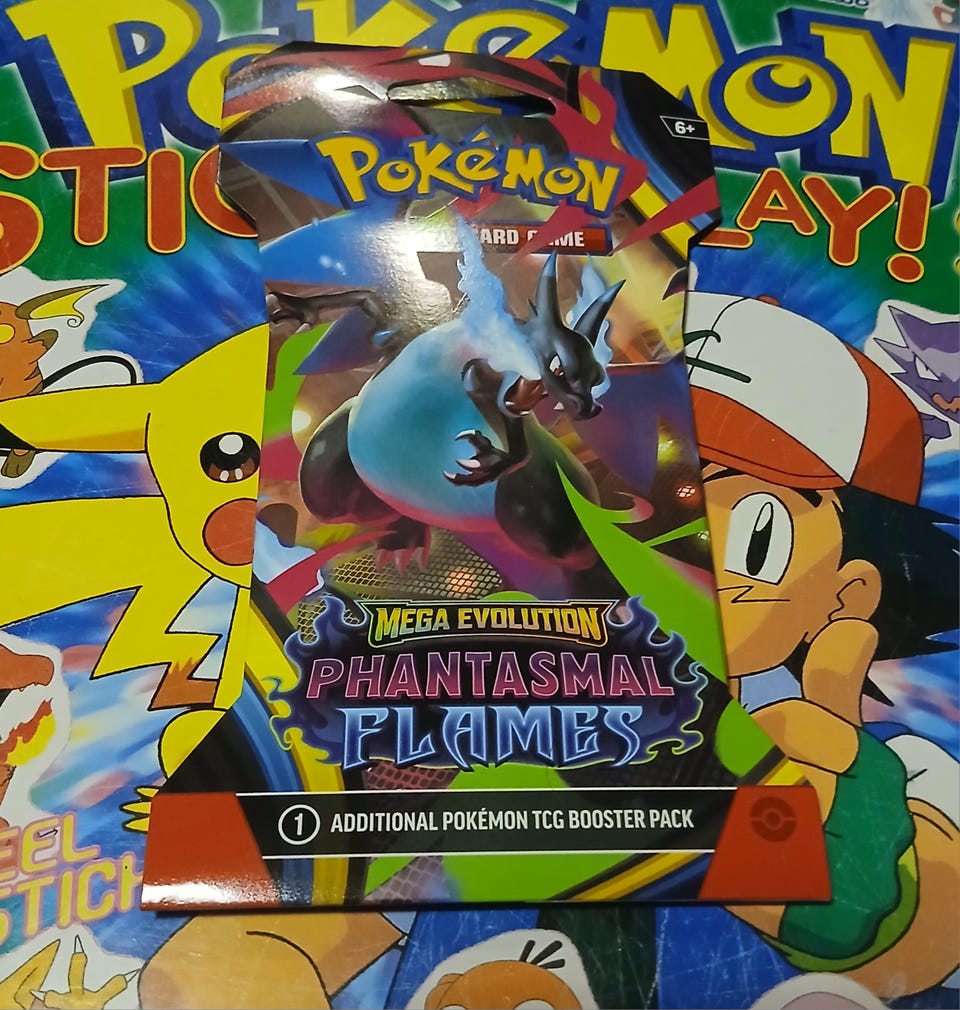 POKÉMON
STIC LAY!
6+
POKÉMON
CARD GAME
MEGA EVOLUTION
PHANTASMAL
FLAMES
1 ADDITIONAL POKÉMON TCG BOOSTER PACK
EEL
STICK